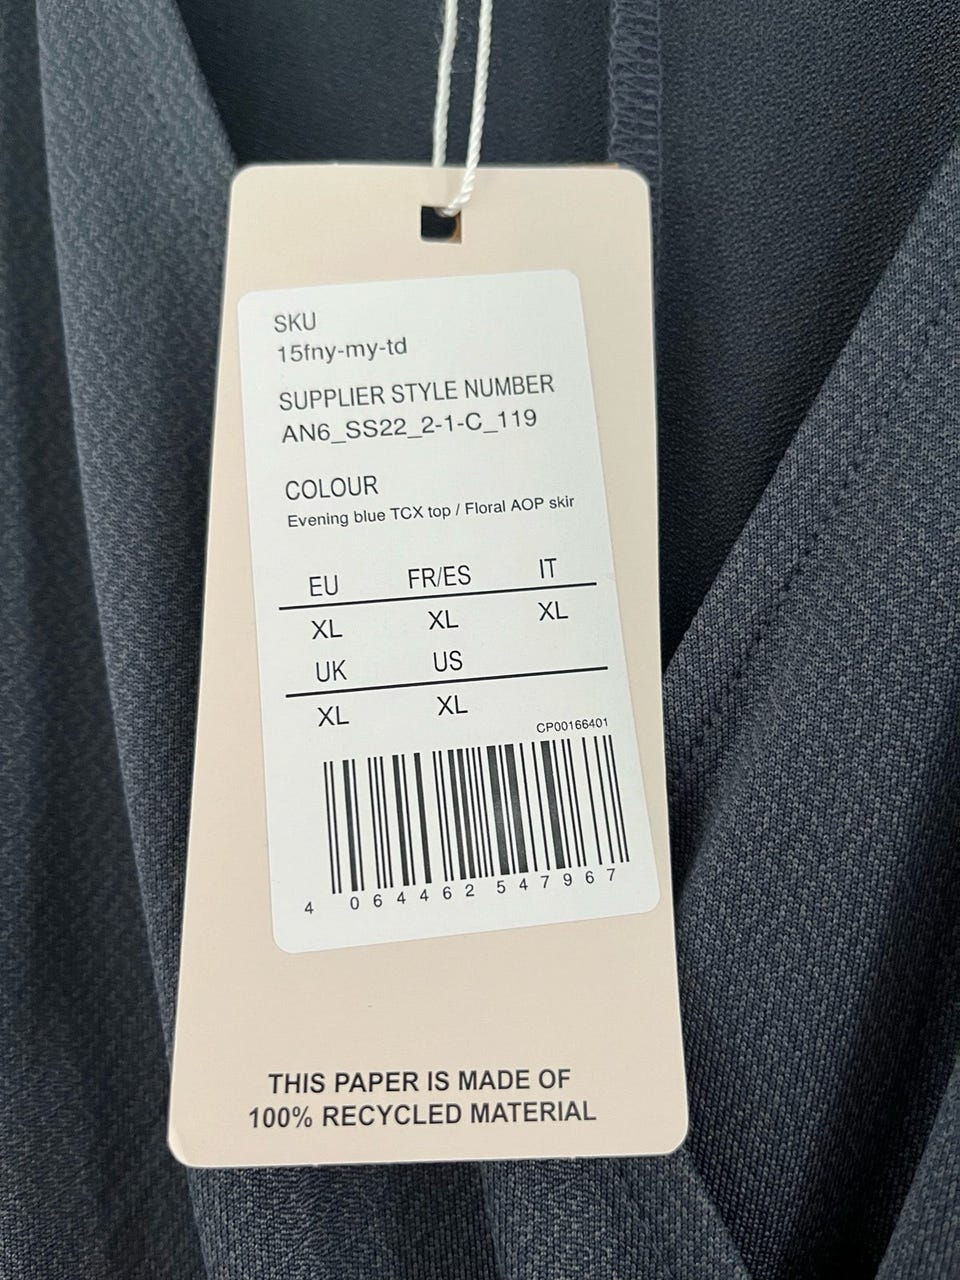 SKU
15fny-my-td
SUPPLIER STYLE NUMBER
AN6_SS22_2-1-C_119
COLOUR
Evening blue TCX top / Floral AOP skir
EU FR/ES IT
XL XL XL
UK US
XL XL
CP00166401
4 064462 547967
THIS PAPER IS MADE OF
100% RECYCLED MATERIAL